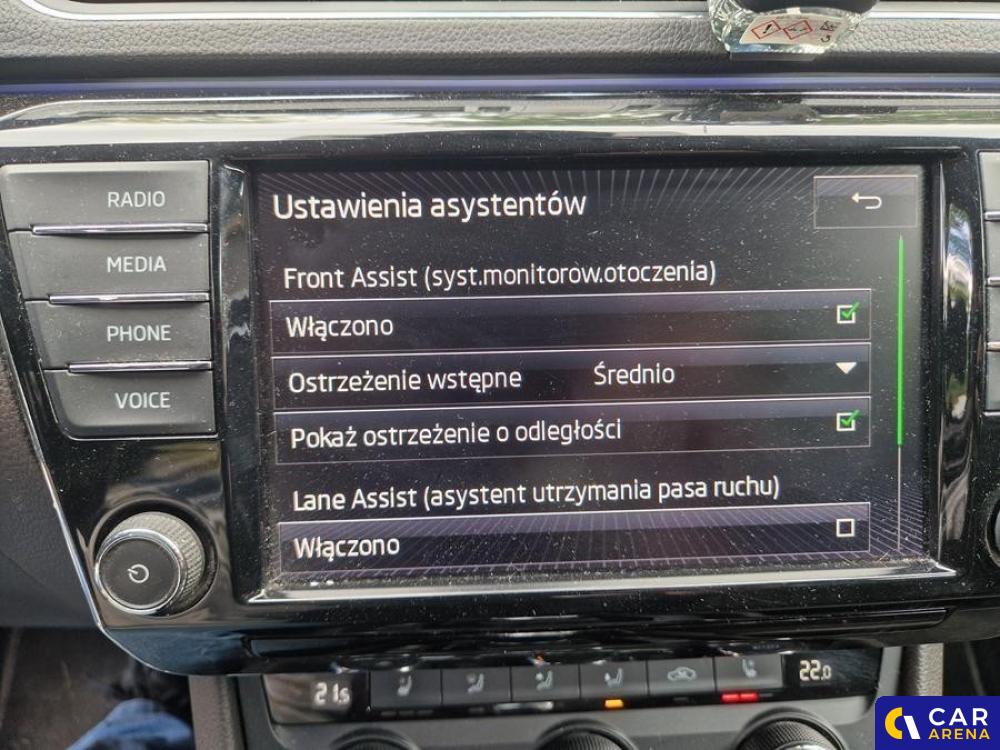 RADIO
MEDIA
PHONE
VOICE
Ustawienia asystentów
Front Assist (syst.monitorow.otoczenia)
Włączono
Ostrzeżenie wstępne Średnio
Pokaż ostrzeżenie o odległości
Lane Assist (asystent utrzymania pasa ruchu)
Włączono
21.5
22.0
CAR
ARENA